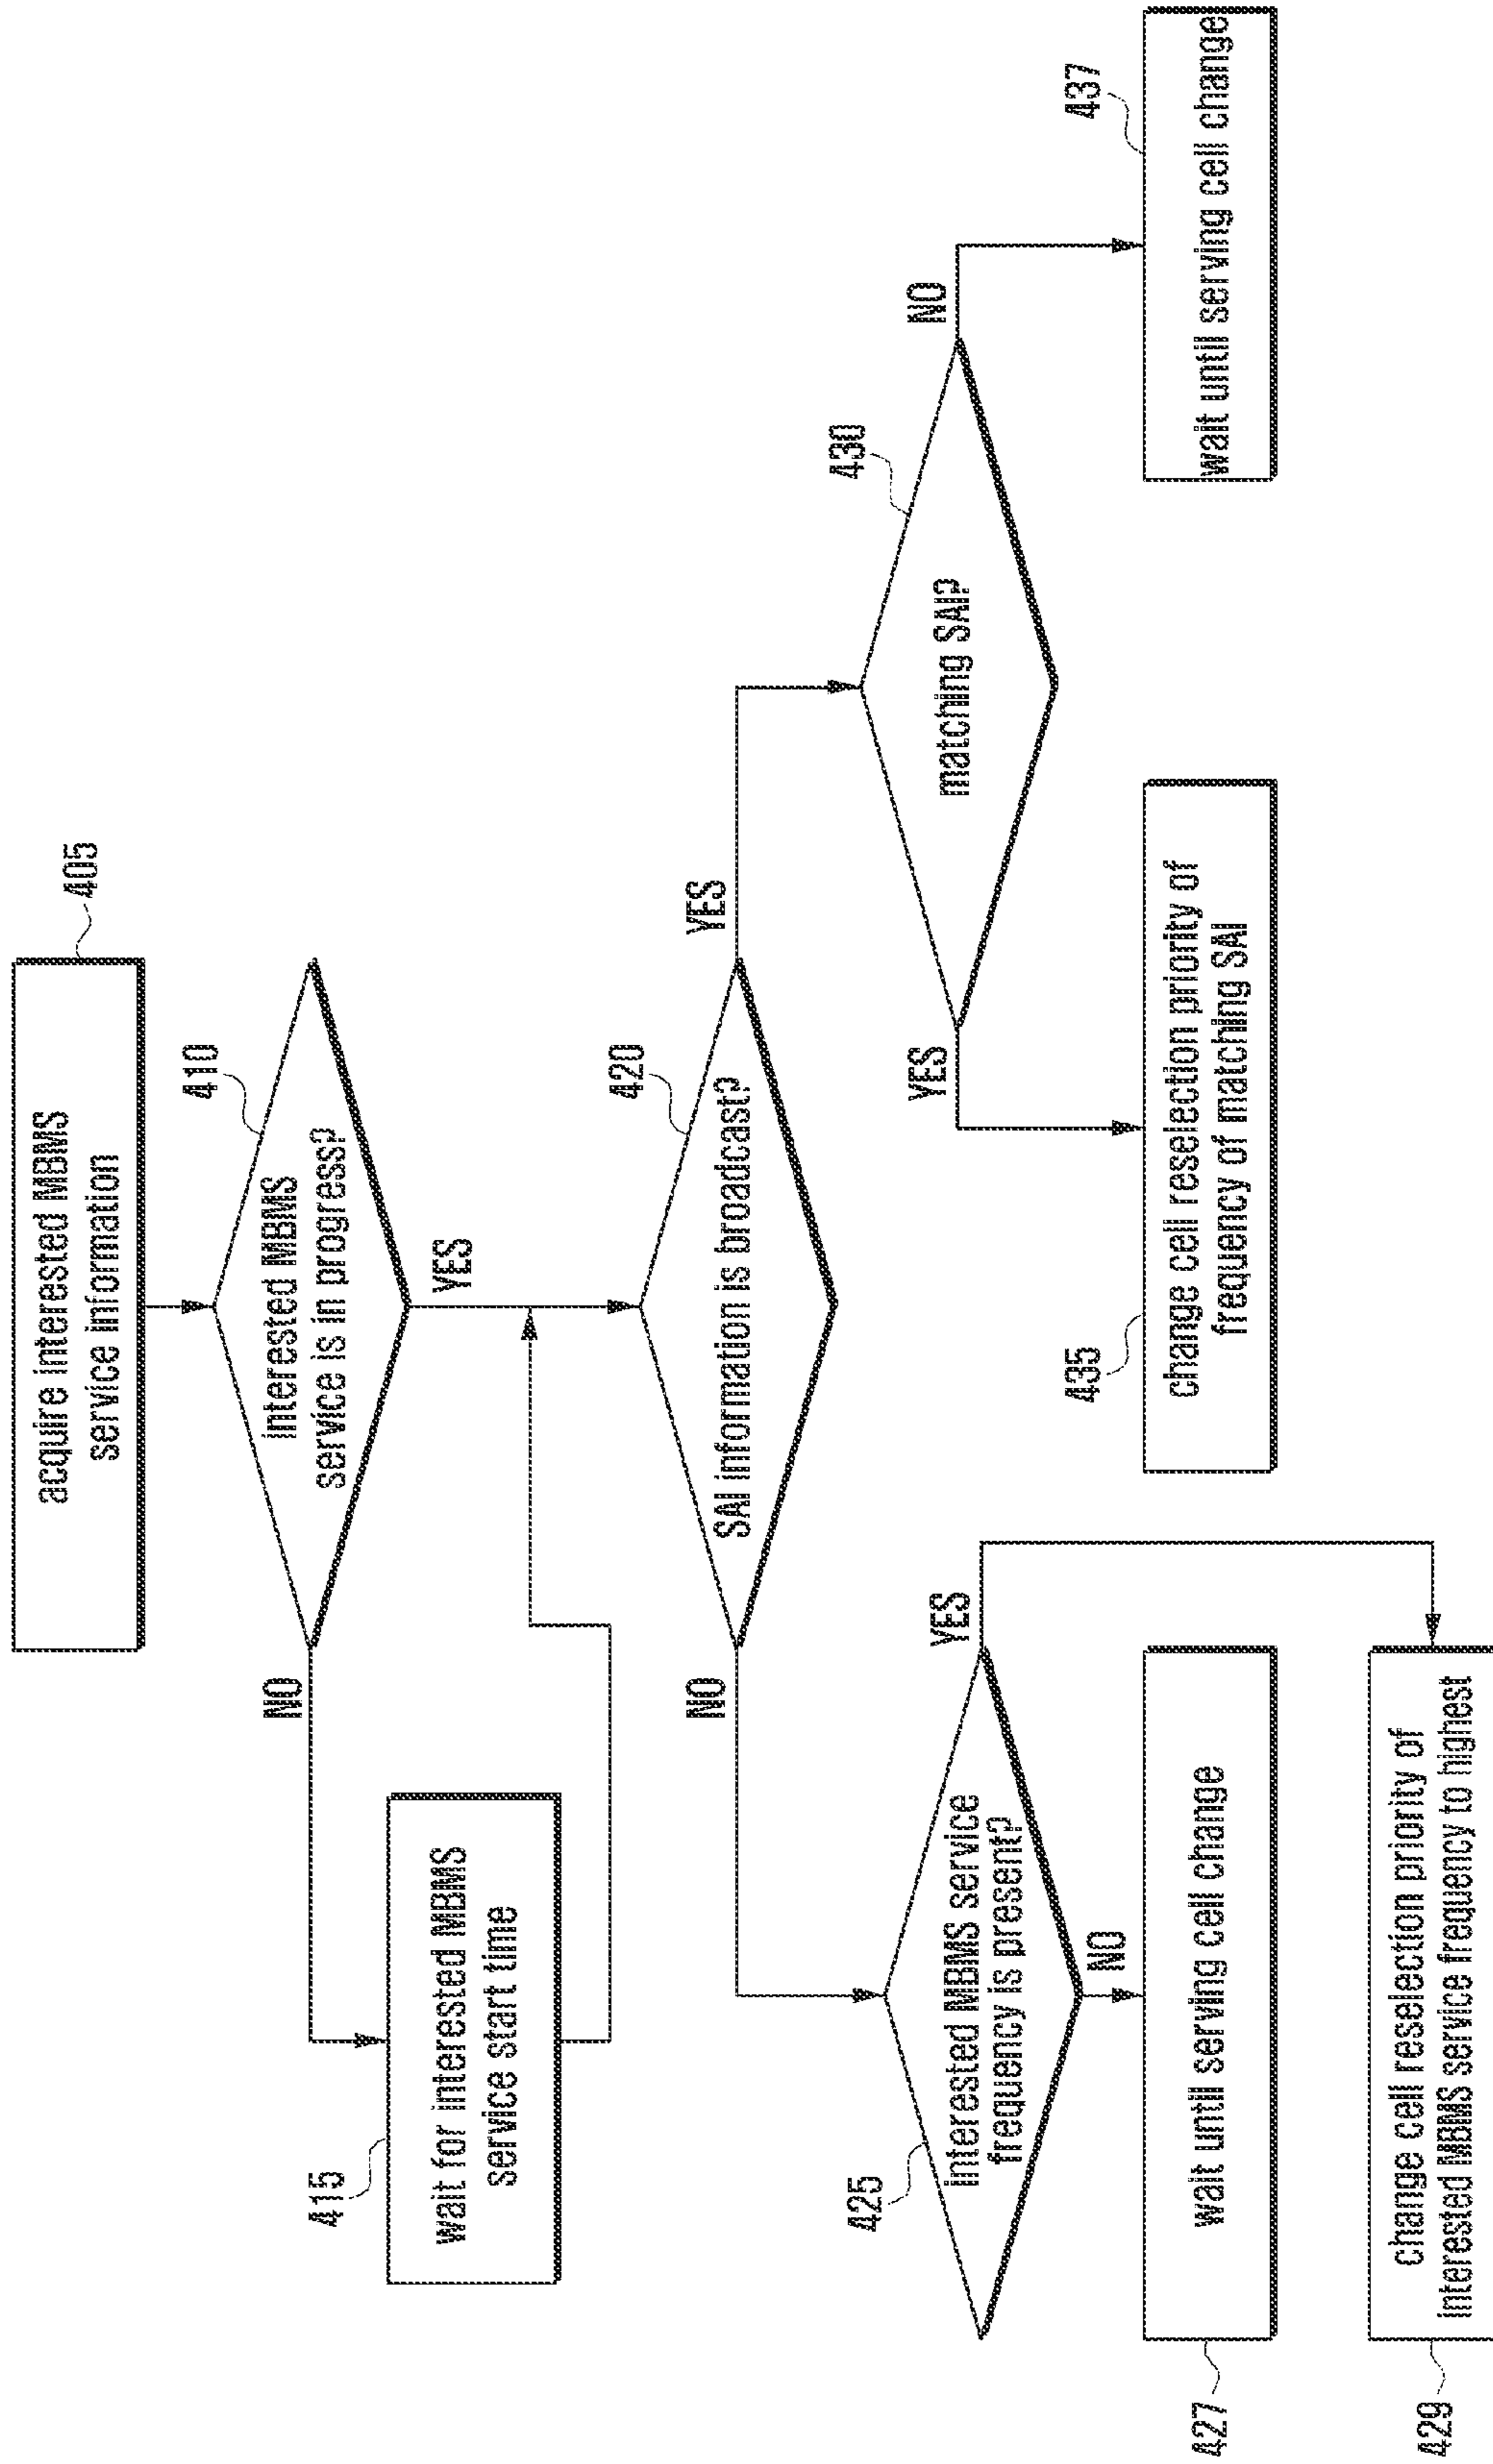 405
acquire interested MBMS
service information
410
interested MBMS
service is in progress?
NO
YES
415
wait for interested MBMS
service start time
420
SAI information is broadcast?
NO
YES
425
interested MBMS service
frequency is present?
YES
NO
430
matching SAI?
YES
NO
427
wait until serving cell change
435
change cell reselection priority of
frequency of matching SAI
437
wait until serving cell change
429
change cell reselection priority of
interested MBMS service frequency to highest